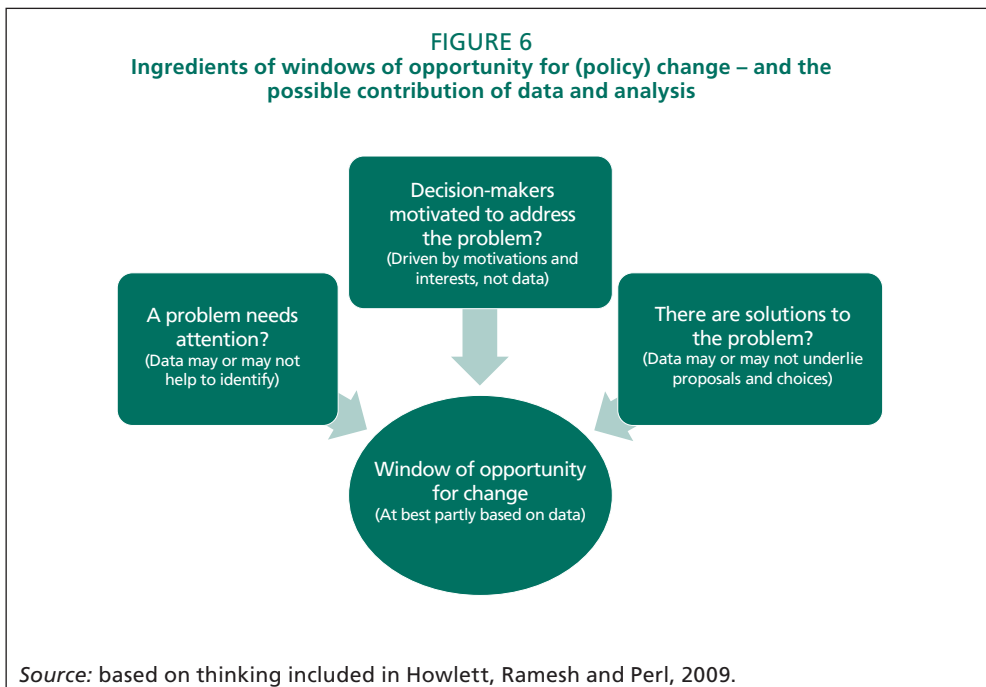 FIGURE 6
Ingredients of windows of opportunity for (policy) change – and the
possible contribution of data and analysis
Decision-makers
motivated to address
the problem?
(Driven by motivations and
interests, not data)
A problem needs
attention?
(Data may or may not
help to identify)
There are solutions to
the problem?
(Data may or may not underlie
proposals and choices)
Window of opportunity
for change
(At best partly based on data)
Source: based on thinking included in Howlett, Ramesh and Perl, 2009.